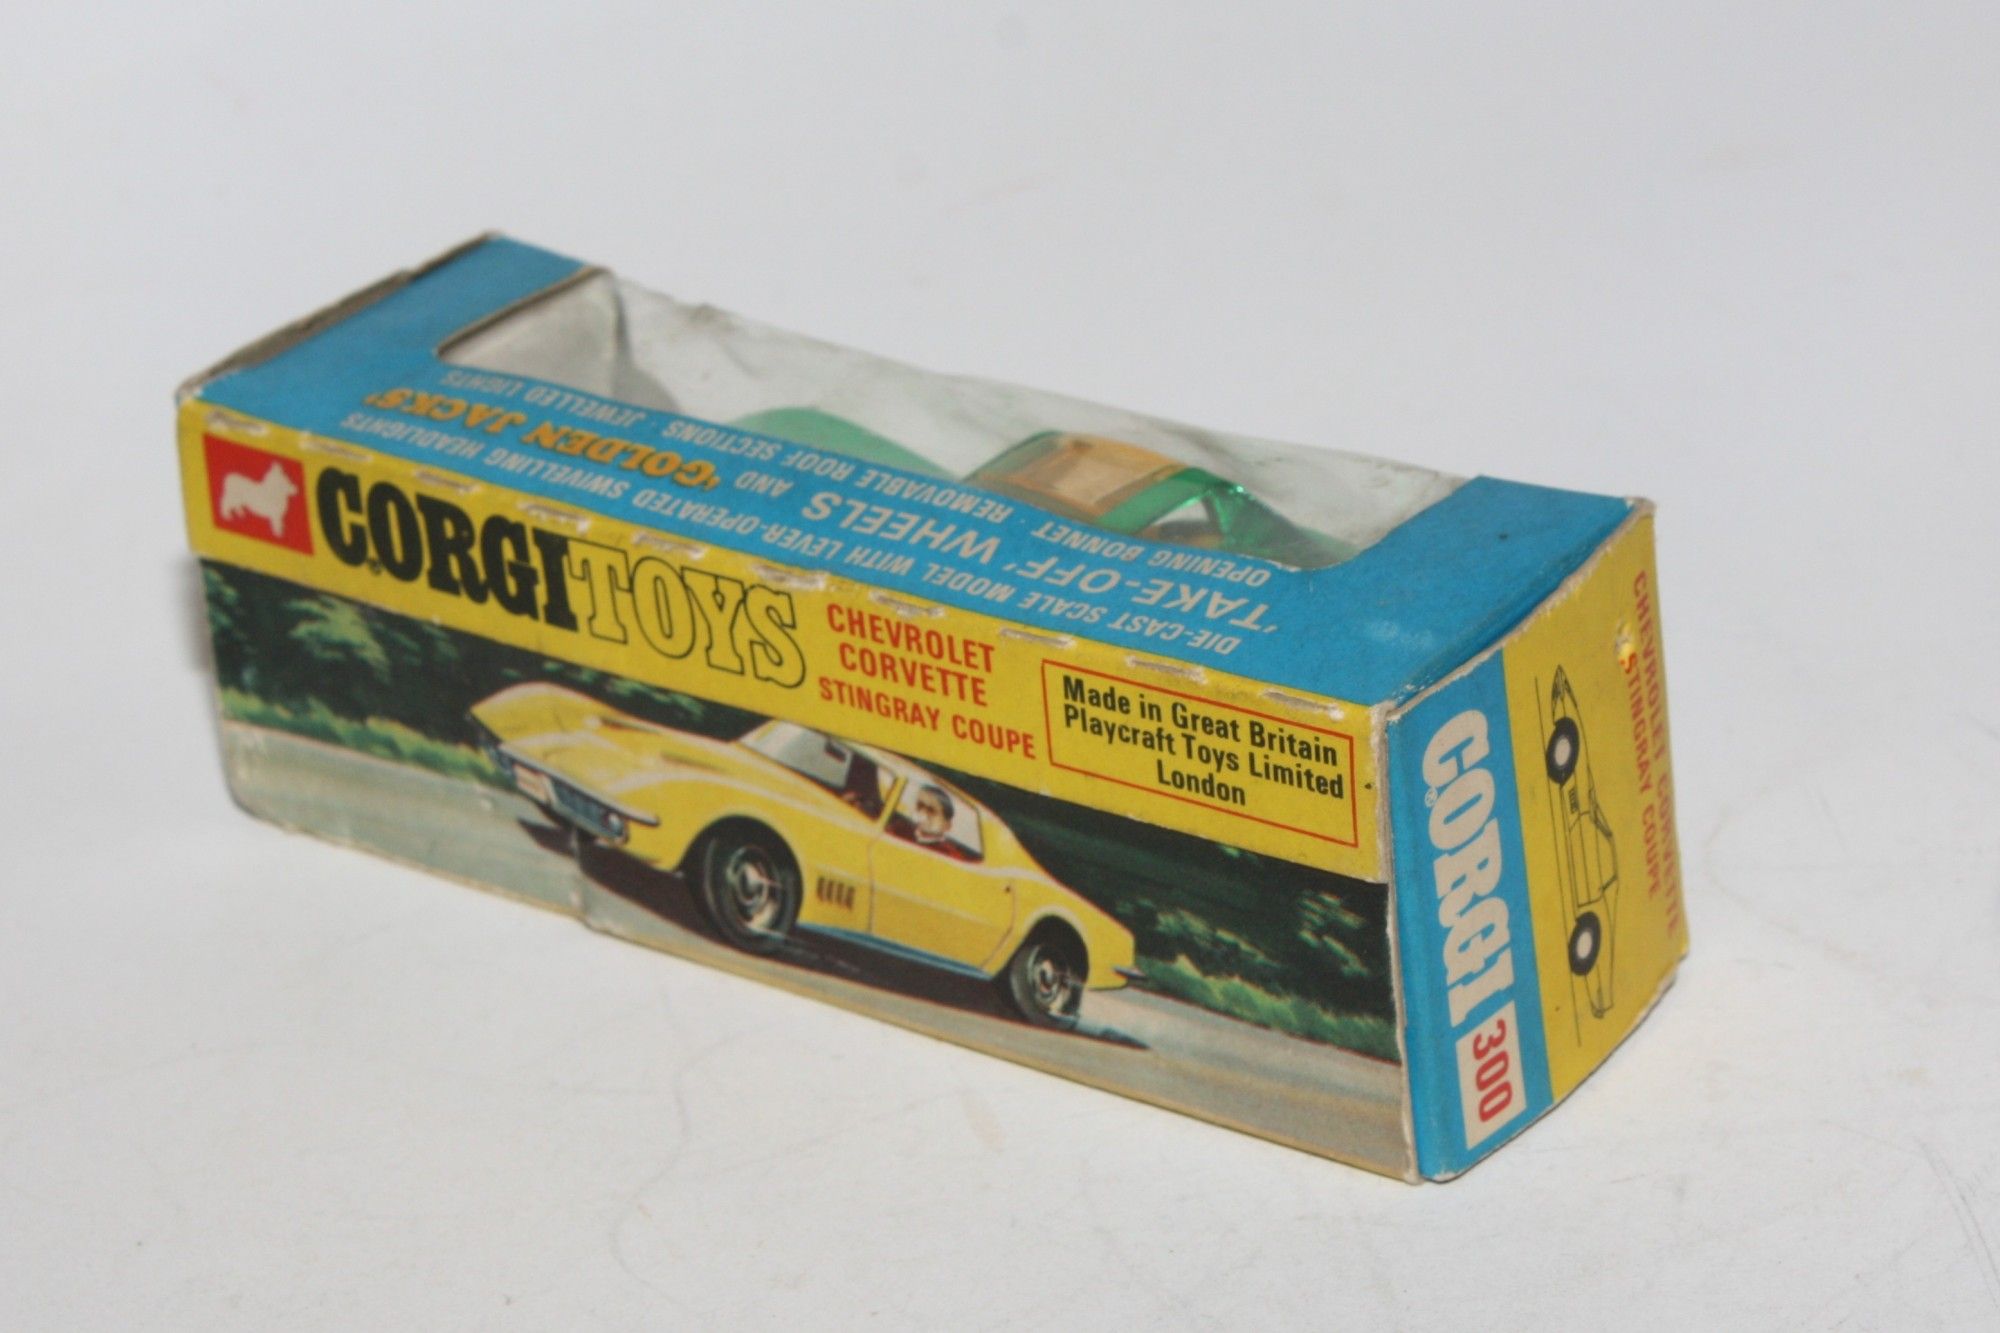 DIE-CAST SCALE MODEL WITH LEVER-OPERATED SWIVELLING HEADLIGHTS
'TAKE-OFF' WHEELS AND 'GOLDEN JACKS'
OPENING BONNET · REMOVABLE ROOF SECTIONS · JEWELLED LIGHTS
CORGI TOYS
CHEVROLET
CORVETTE
STINGRAY COUPE
Made in Great Britain
Playcraft Toys Limited
London
CORGI® 300
CHEVROLET CORVETTE
STINGRAY COUPE